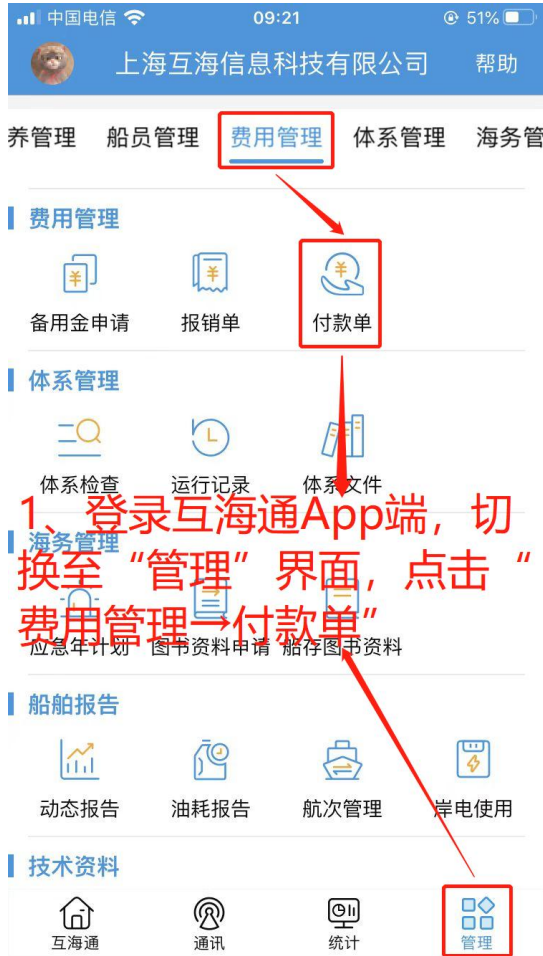 中国电信 09:21 51%
上海互海信息科技有限公司 帮助
养管理 船员管理 费用管理 体系管理 海务管
费用管理
备用金申请 报销单 付款单
体系管理
体系检查 运行记录 体系文件
1、登录互海通App端，切
海务管理
换至“管理”界面，点击“
费用管理→付款单”
应急年计划 图书资料申请 船存图书资料
船舶报告
动态报告 油耗报告 航次管理 岸电使用
技术资料
互海通 通讯 统计 管理